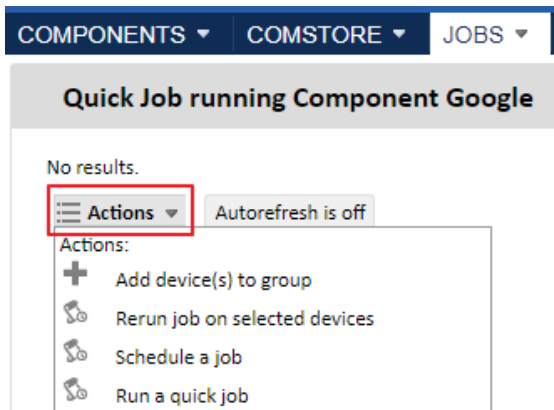 COMPONENTS COMSTORE JOBS
Quick Job running Component Google
No results.
Actions Autorefresh is off
Actions:
Add device(s) to group
Rerun job on selected devices
Schedule a job
Run a quick job